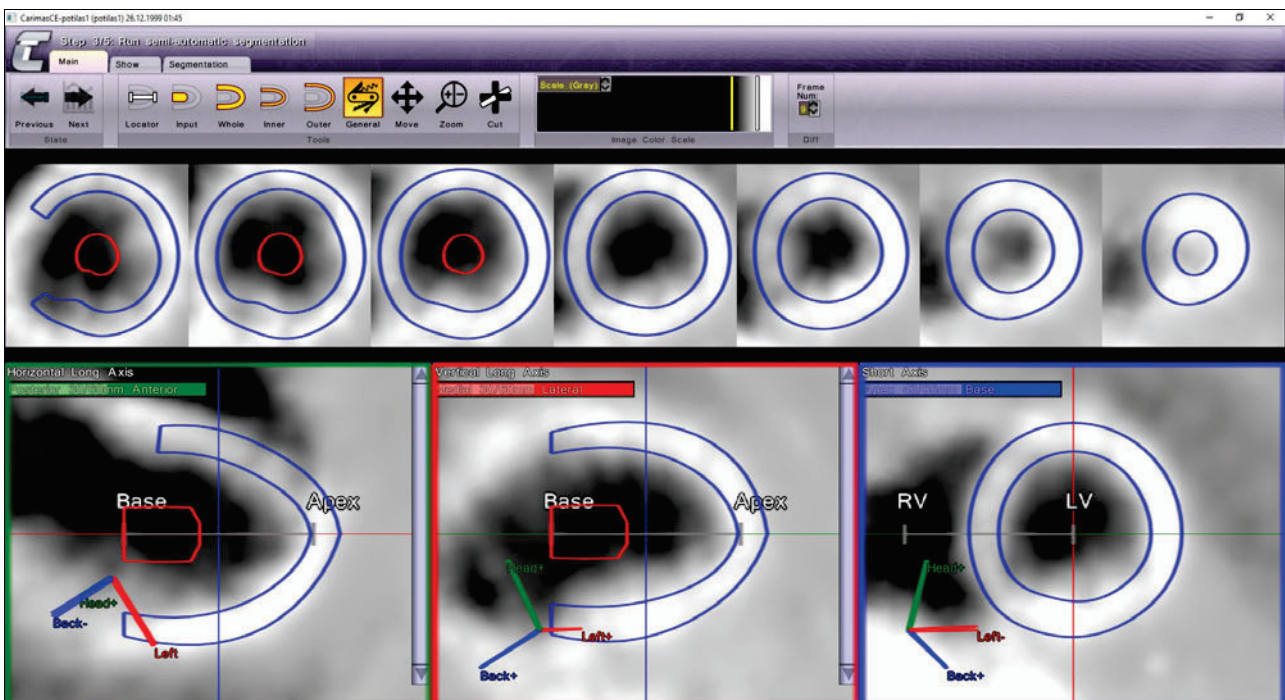 CarimasCE-potilas1 (potilas1) 26.12.1999 01:45
Step 3/5: Run semi-automatic segmentation
Main Show Segmentation
Previous Next Locator Input Whole Inner Outer General Move Zoom Cut
State Tools
Scale (Gray)
Image Color Scale
Frame
Num:
Diff
Horizontal Long Axis
Anterior
Base Apex
Head+
Back-
Left
Vertical Long Axis
Lateral
Base Apex
Head+
Left+
Back+
Short Axis
Base
RV LV
Head+
Left-
Back+